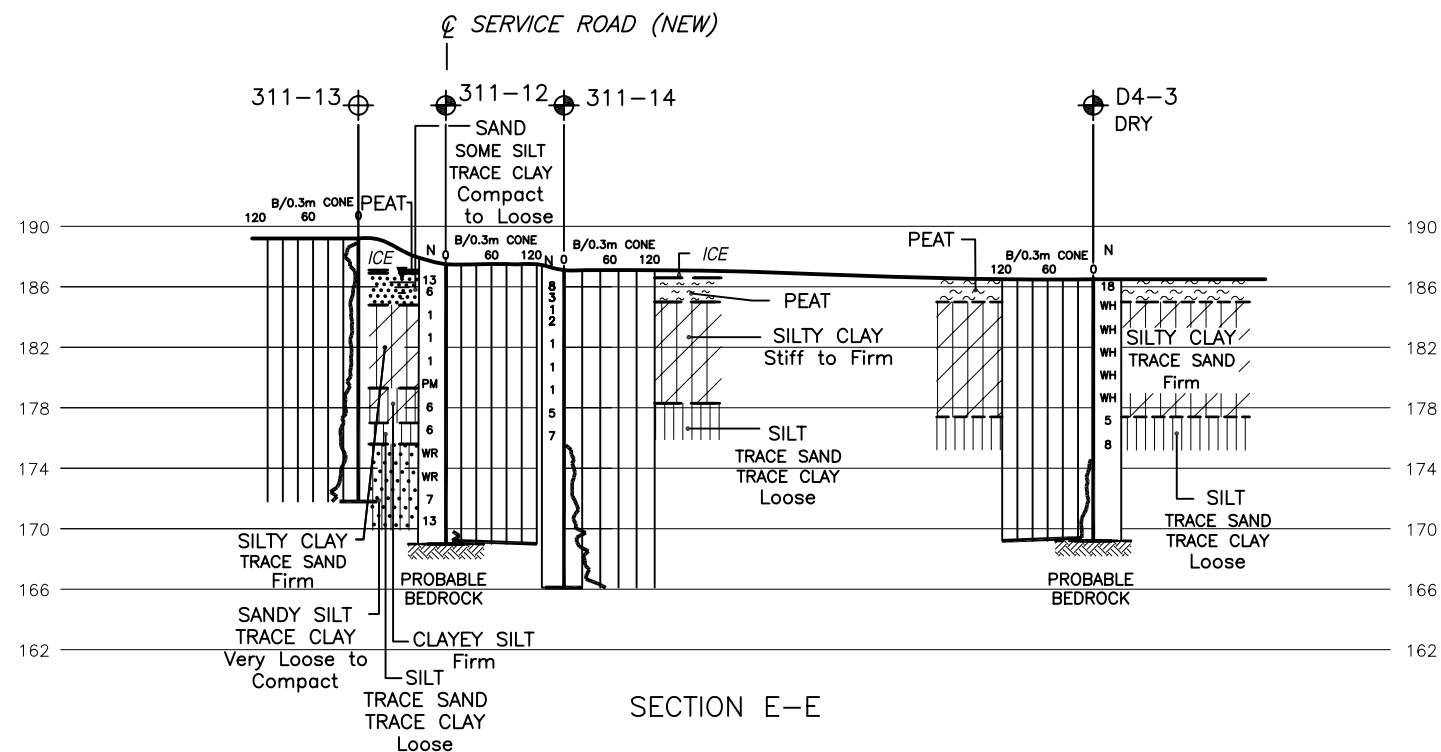 ℄ SERVICE ROAD (NEW)
311-13
311-12
311-14
D4-3
DRY
SAND
SOME SILT
TRACE CLAY
Compact
to Loose
B/0.3m CONE
120 60 0
PEAT
190
190
N
B/0.3m CONE
0 60 120
N
B/0.3m CONE
0 60 120
ICE
PEAT
B/0.3m CONE
120 60 0
N
ICE
186
186
13
6
1
1
1
PM
6
6
WR
WR
7
13
8
3
1
2
1
1
1
5
7
PEAT
SILTY CLAY
Stiff to Firm
SILT
TRACE SAND
TRACE CLAY
Loose
18
WH
WH
WH
WH
WH
5
8
SILTY CLAY
TRACE SAND
Firm
182
182
178
178
174
174
170
170
166
166
162
162
SILT
TRACE SAND
TRACE CLAY
Loose
SILTY CLAY
TRACE SAND
Firm
PROBABLE
BEDROCK
PROBABLE
BEDROCK
SANDY SILT
TRACE CLAY
Very Loose to
Compact
CLAYEY SILT
Firm
SILT
TRACE SAND
TRACE CLAY
Loose
SECTION E-E